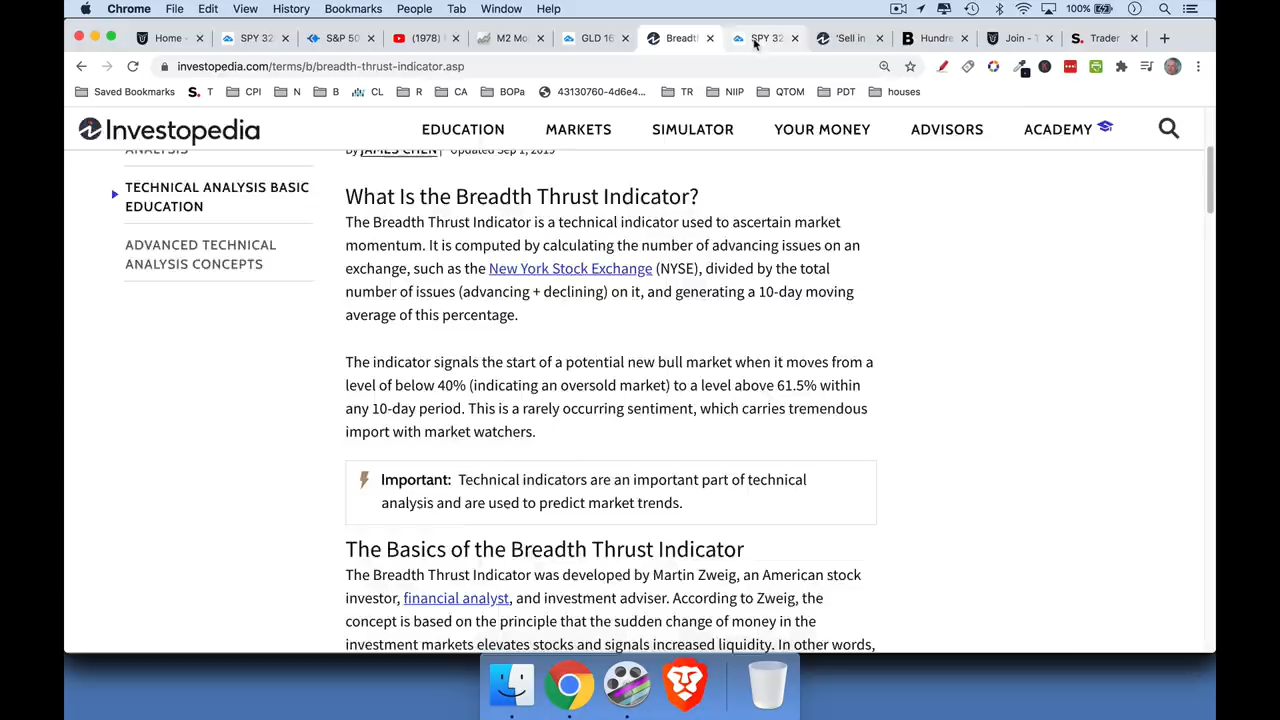 Chrome File Edit View History Bookmarks People Tab Window Help 100%
Home - SPY 32 S&P 50 (1978) M2 Mo GLD 16 Breadt SPY 32 'Sell in Hundre Join - T Trader
investopedia.com/terms/b/breadth-thrust-indicator.asp
Saved Bookmarks T CPI N B CL R CA BOPa 43130760-4d6e4... TR NIIP QTOM PDT houses
Investopedia EDUCATION MARKETS SIMULATOR YOUR MONEY ADVISORS ACADEMY
ANALYSIS
TECHNICAL ANALYSIS BASIC
EDUCATION
ADVANCED TECHNICAL
ANALYSIS CONCEPTS
By JAMES CHEN Updated Sep 1, 2019
What Is the Breadth Thrust Indicator?
The Breadth Thrust Indicator is a technical indicator used to ascertain market
momentum. It is computed by calculating the number of advancing issues on an
exchange, such as the New York Stock Exchange (NYSE), divided by the total
number of issues (advancing + declining) on it, and generating a 10-day moving
average of this percentage.
The indicator signals the start of a potential new bull market when it moves from a
level of below 40% (indicating an oversold market) to a level above 61.5% within
any 10-day period. This is a rarely occurring sentiment, which carries tremendous
import with market watchers.
Important: Technical indicators are an important part of technical
analysis and are used to predict market trends.
The Basics of the Breadth Thrust Indicator
The Breadth Thrust Indicator was developed by Martin Zweig, an American stock
investor, financial analyst, and investment adviser. According to Zweig, the
concept is based on the principle that the sudden change of money in the
investment markets elevates stocks and signals increased liquidity. In other words,